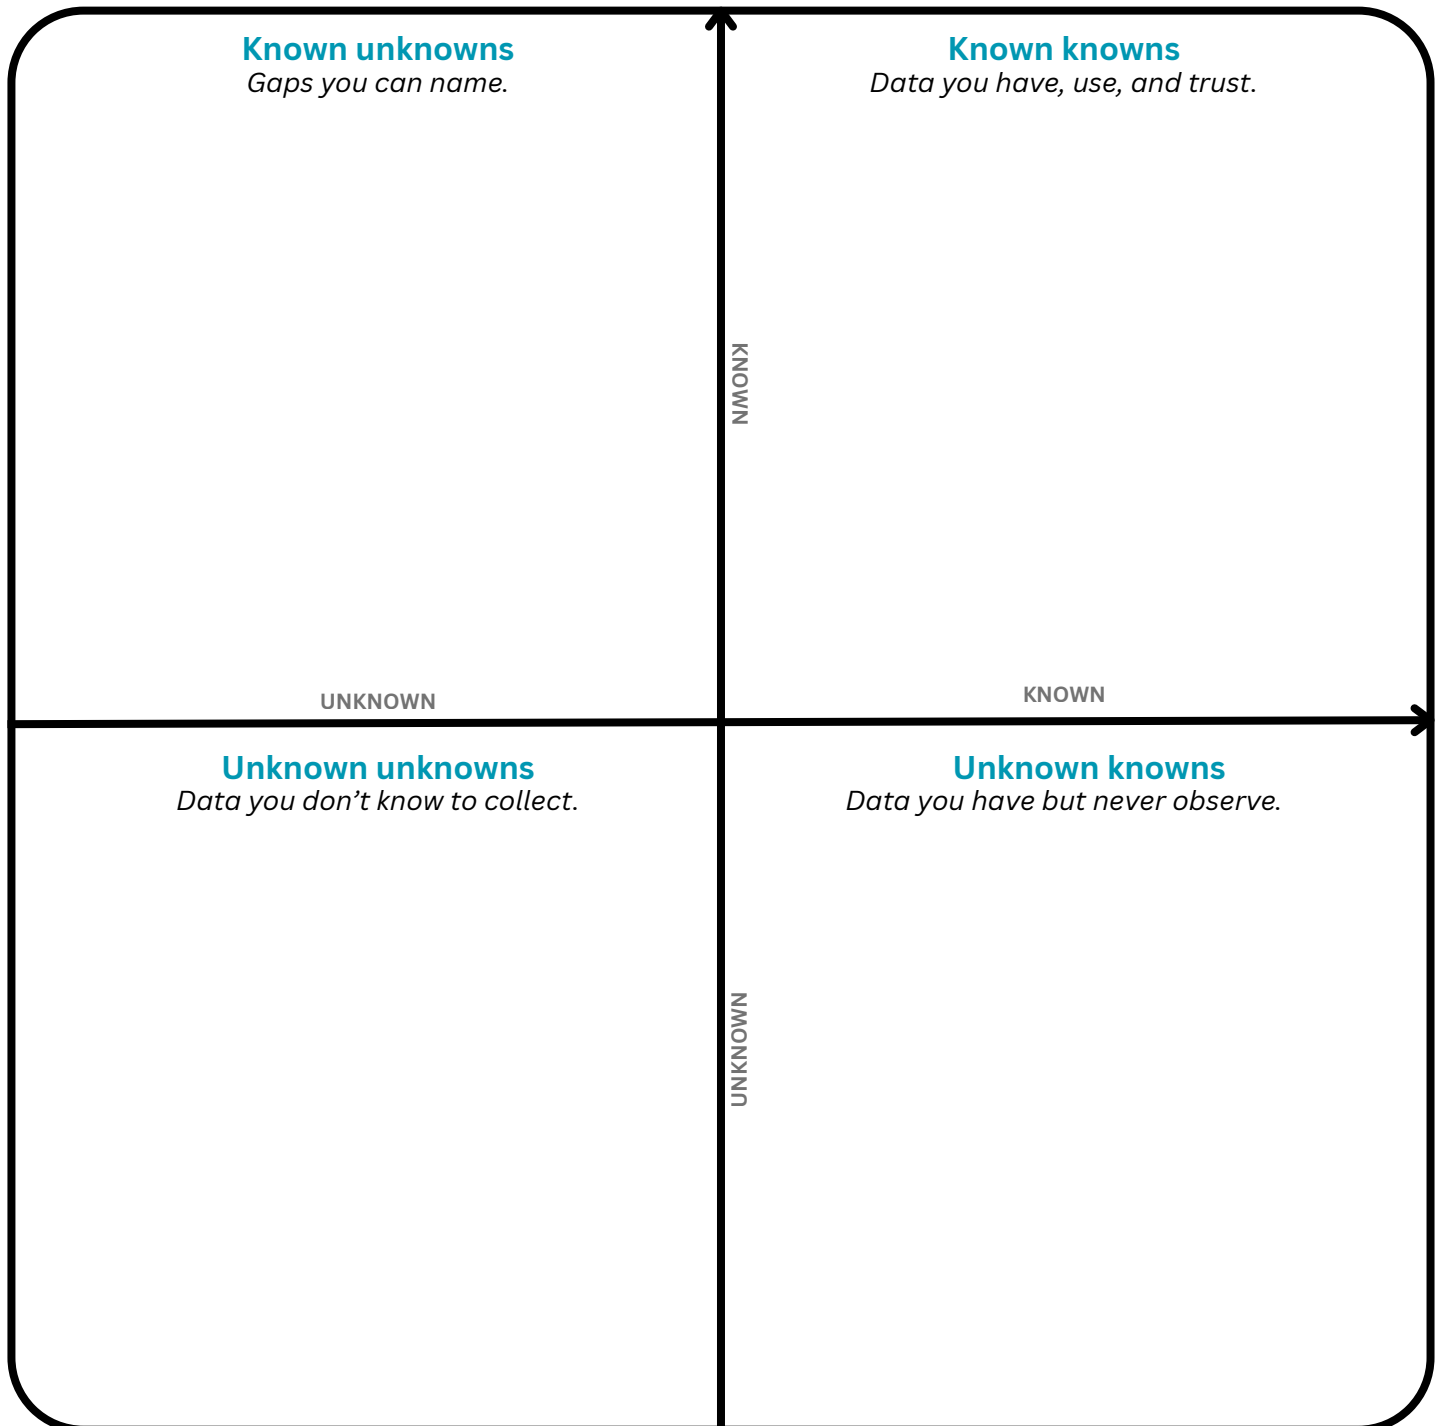 Known unknowns
Gaps you can name.
Known knowns
Data you have, use, and trust.
KNOWN
UNKNOWN
KNOWN
Unknown unknowns
Data you don’t know to collect.
Unknown knowns
Data you have but never observe.
UNKNOWN